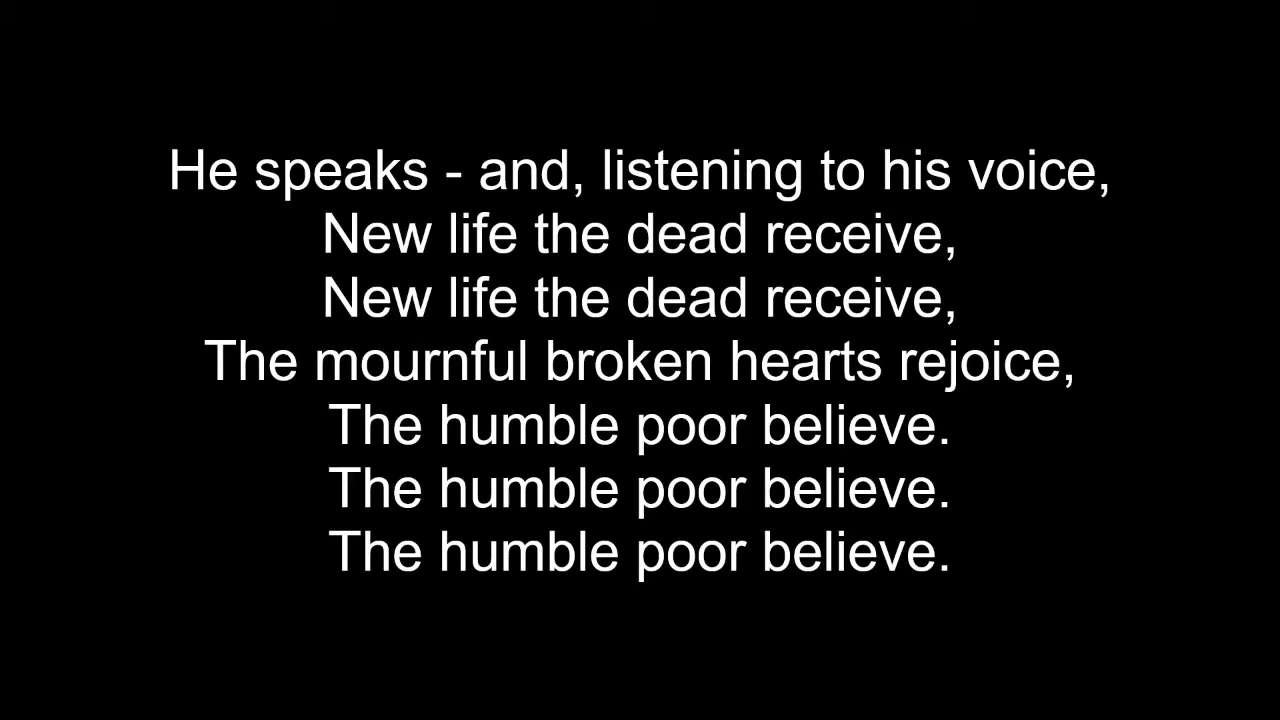 He speaks - and, listening to his voice,
New life the dead receive,
New life the dead receive,
The mournful broken hearts rejoice,
The humble poor believe.
The humble poor believe.
The humble poor believe.